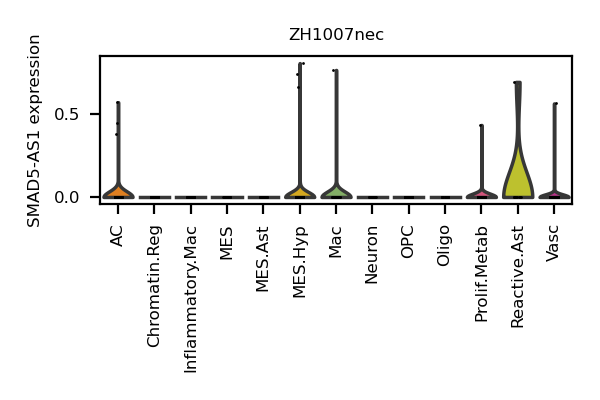 ZH1007nec
SMAD5-AS1 expression
0.5
0.0
AC
Chromatin.Reg
Inflammatory.Mac
MES
MES.Ast
MES.Hyp
Mac
Neuron
OPC
Oligo
Prolif.Metab
Reactive.Ast
Vasc